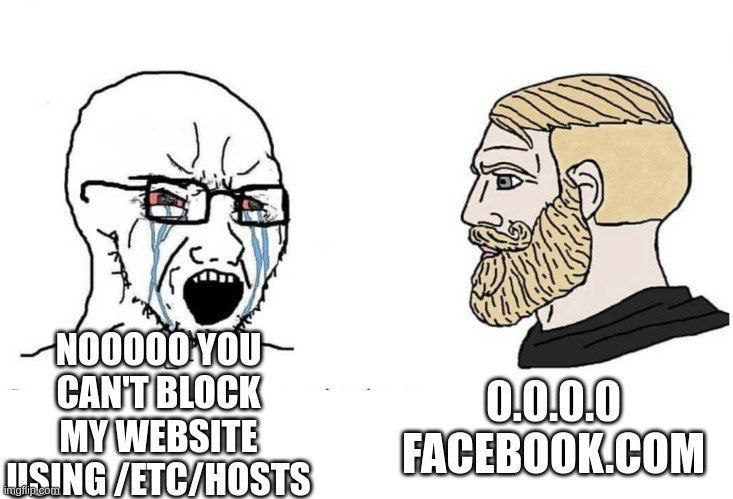 NOOOOO YOU
CAN'T BLOCK
MY WEBSITE
USING /ETC/HOSTS
0.0.0.0
FACEBOOK.COM
imgflip.com